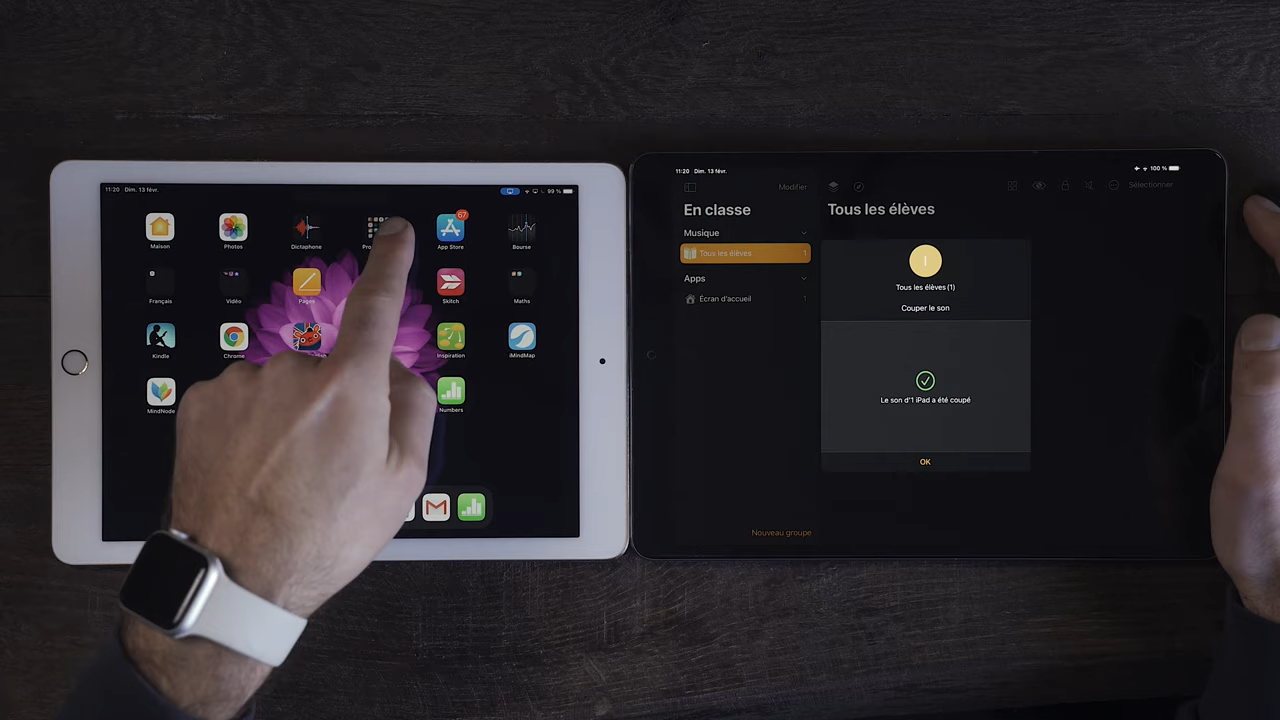 11:20 Dim. 13 févr.
99 %
Maison
Photos
Dictaphone
67
App Store
Bourse
Français
Vidéo
Pages
Skitch
Maths
Kindle
Chrome
Inspiration
iMindMap
MindNode
Numbers
11:20 Dim. 13 févr.
100 %
Modifier
Sélectionner
En classe
Tous les élèves
Musique
Tous les élèves 1
Apps
Écran d'accueil 1
Nouveau groupe
I
Tous les élèves (1)
Couper le son
Le son d'1 iPad a été coupé
OK